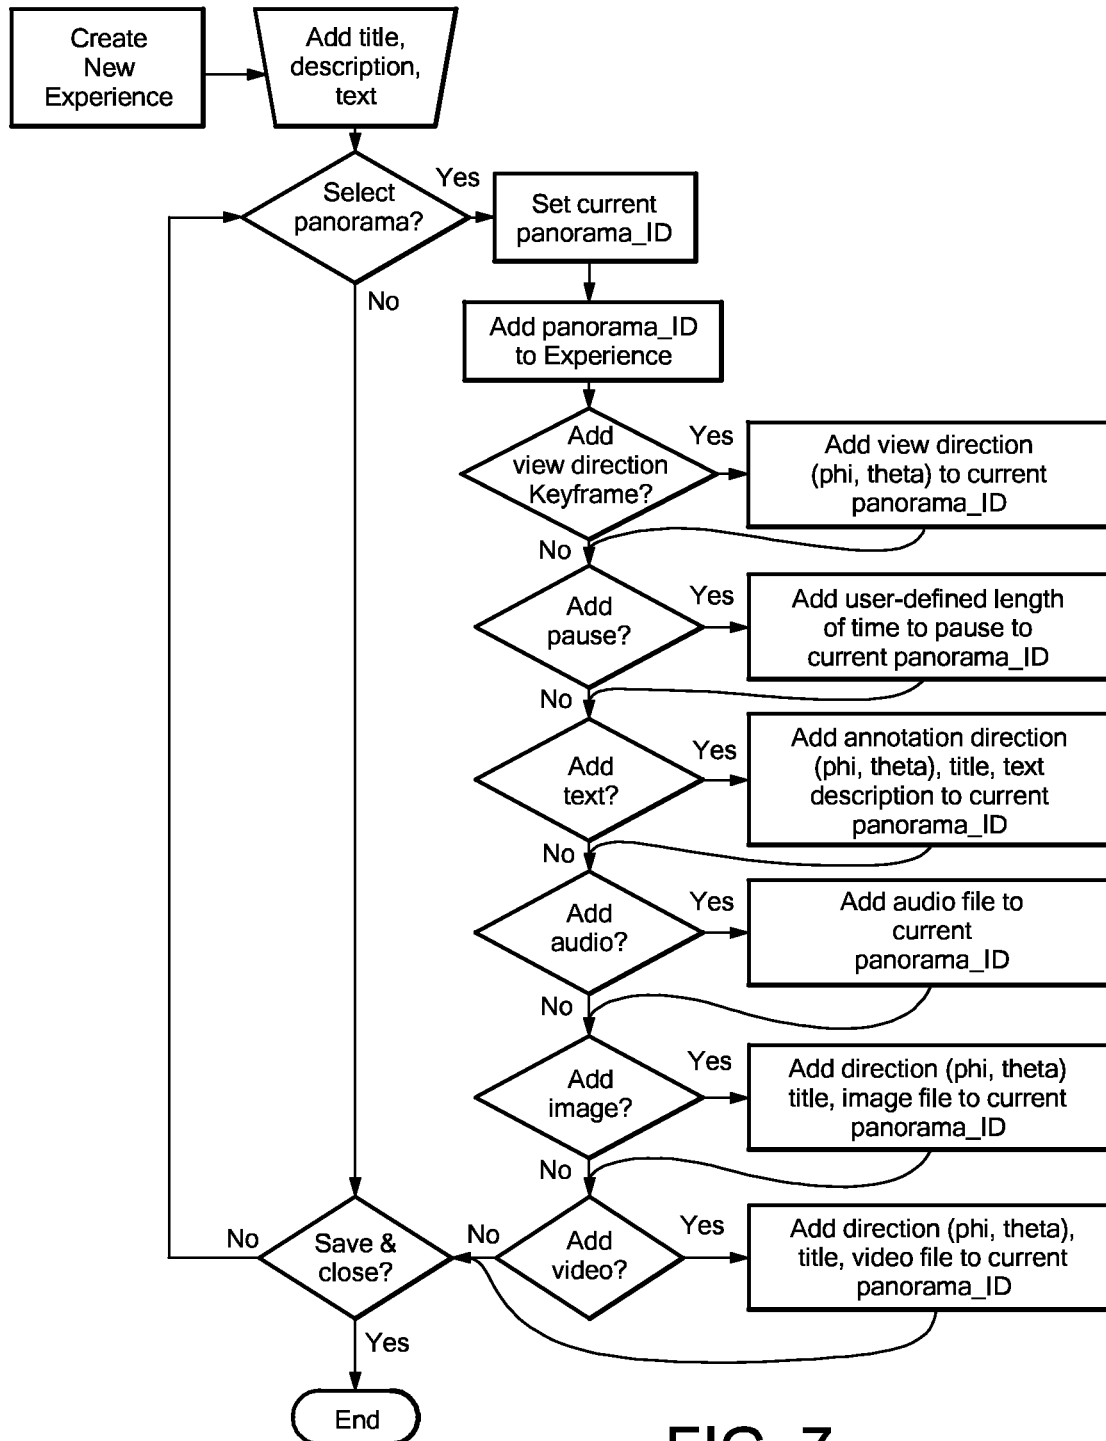 Create
New
Experience
Add title,
description,
text
Select
panorama?
Yes
No
Set current
panorama_ID
Add panorama_ID
to Experience
Add
view direction
Keyframe?
Yes
No
Add view direction
(phi, theta) to current
panorama_ID
Add
pause?
Yes
No
Add user-defined length
of time to pause to
current panorama_ID
Add
text?
Yes
No
Add annotation direction
(phi, theta), title, text
description to current
panorama_ID
Add
audio?
Yes
No
Add audio file to
current
panorama_ID
Add
image?
Yes
No
Add direction (phi, theta)
title, image file to current
panorama_ID
Add
video?
Yes
No
Add direction (phi, theta),
title, video file to current
panorama_ID
Save &
close?
No
Yes
End
FIG. 7